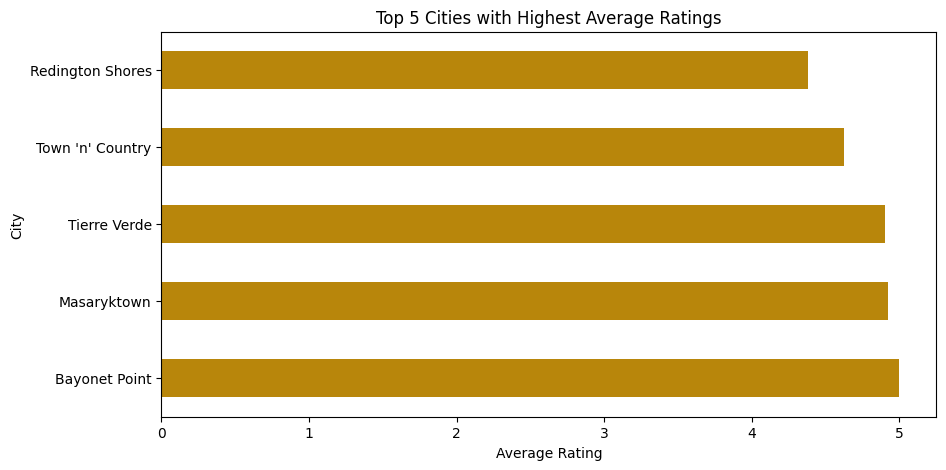 Top 5 Cities with Highest Average Ratings
Redington Shores
Town 'n' Country
Tierre Verde
Masaryktown
Bayonet Point
City
0 1 2 3 4 5
Average Rating